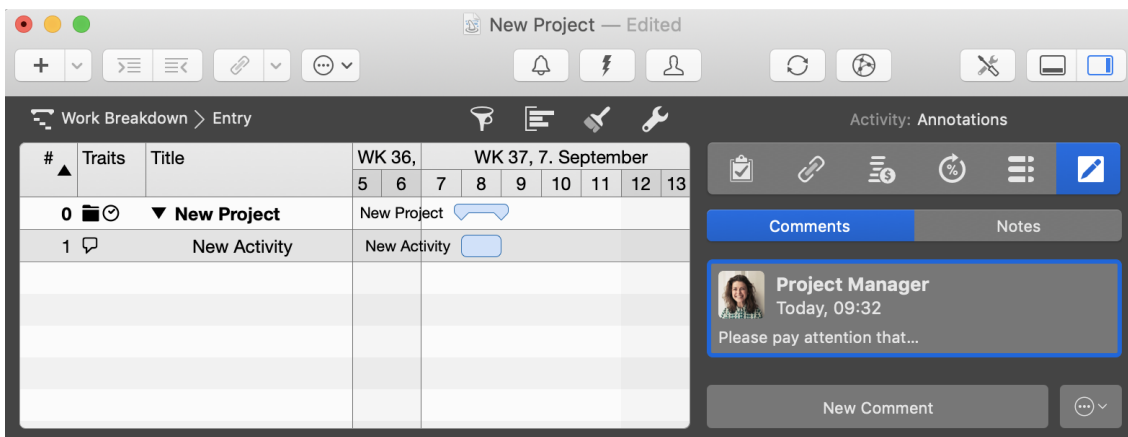 New Project — Edited
Work Breakdown > Entry
Activity: Annotations
# Traits Title WK 36, WK 37, 7. September
5 6 7 8 9 10 11 12 13
0 New Project New Project
1 New Activity New Activity
Comments Notes
Project Manager
Today, 09:32
Please pay attention that...
New Comment